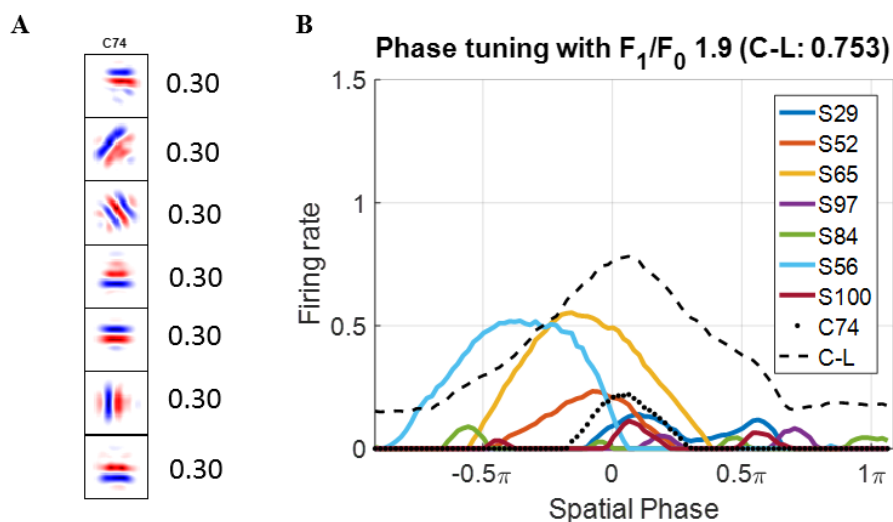 A
B
C74
0.30
0.30
0.30
0.30
0.30
0.30
0.30
Phase tuning with F1/F0 1.9 (C-L: 0.753)
Firing rate
1.5
1
0.5
0
-0.5π
0
0.5π
1π
Spatial Phase
S29
S52
S65
S97
S84
S56
S100
C74
C-L